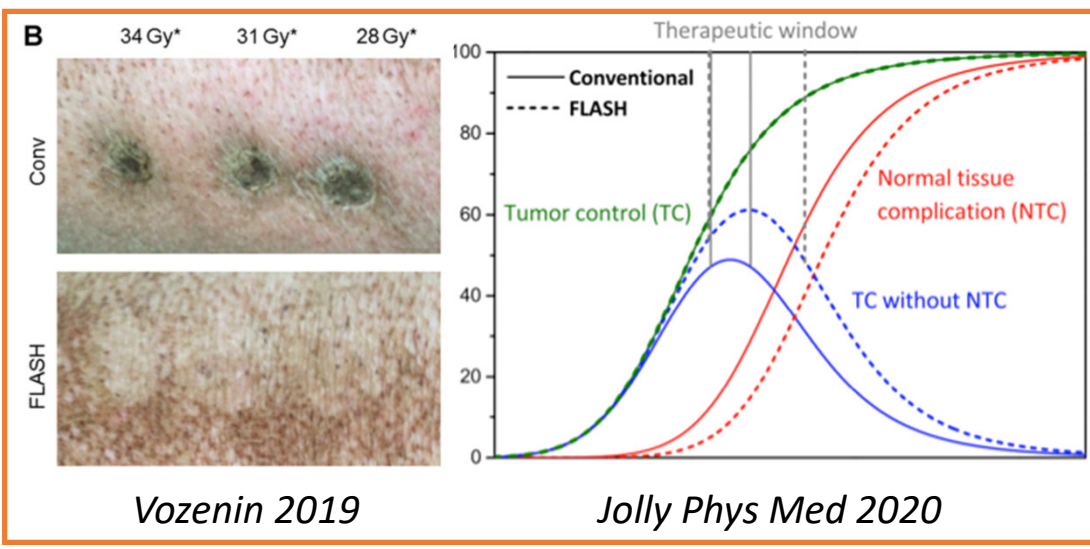 B
34 Gy* 31 Gy* 28 Gy*
Conv
FLASH
Vozenin 2019
Therapeutic window
100
80
60
40
20
0
Conventional
FLASH
Tumor control (TC)
Normal tissue
complication (NTC)
TC without NTC
Jolly Phys Med 2020